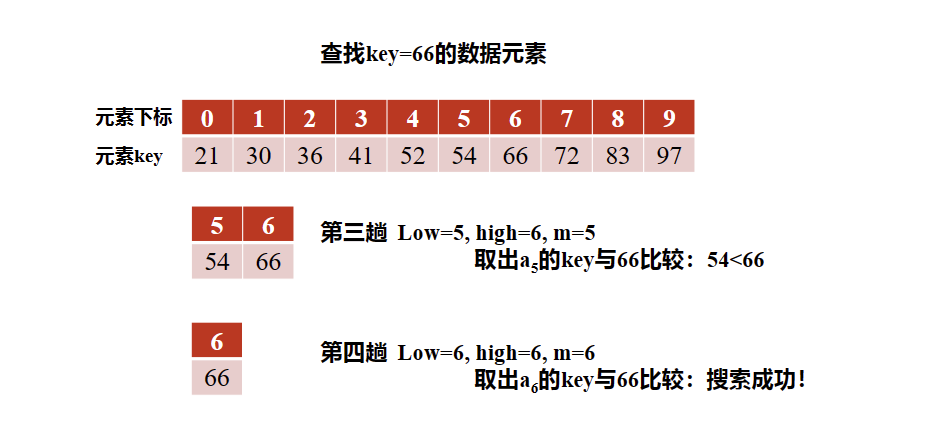 查找key=66的数据元素
元素下标 0 1 2 3 4 5 6 7 8 9
元素key 21 30 36 41 52 54 66 72 83 97
5 6
54 66
第三趟 Low=5, high=6, m=5
取出a5的key与66比较：54<66
6
66
第四趟 Low=6, high=6, m=6
取出a6的key与66比较：搜索成功！